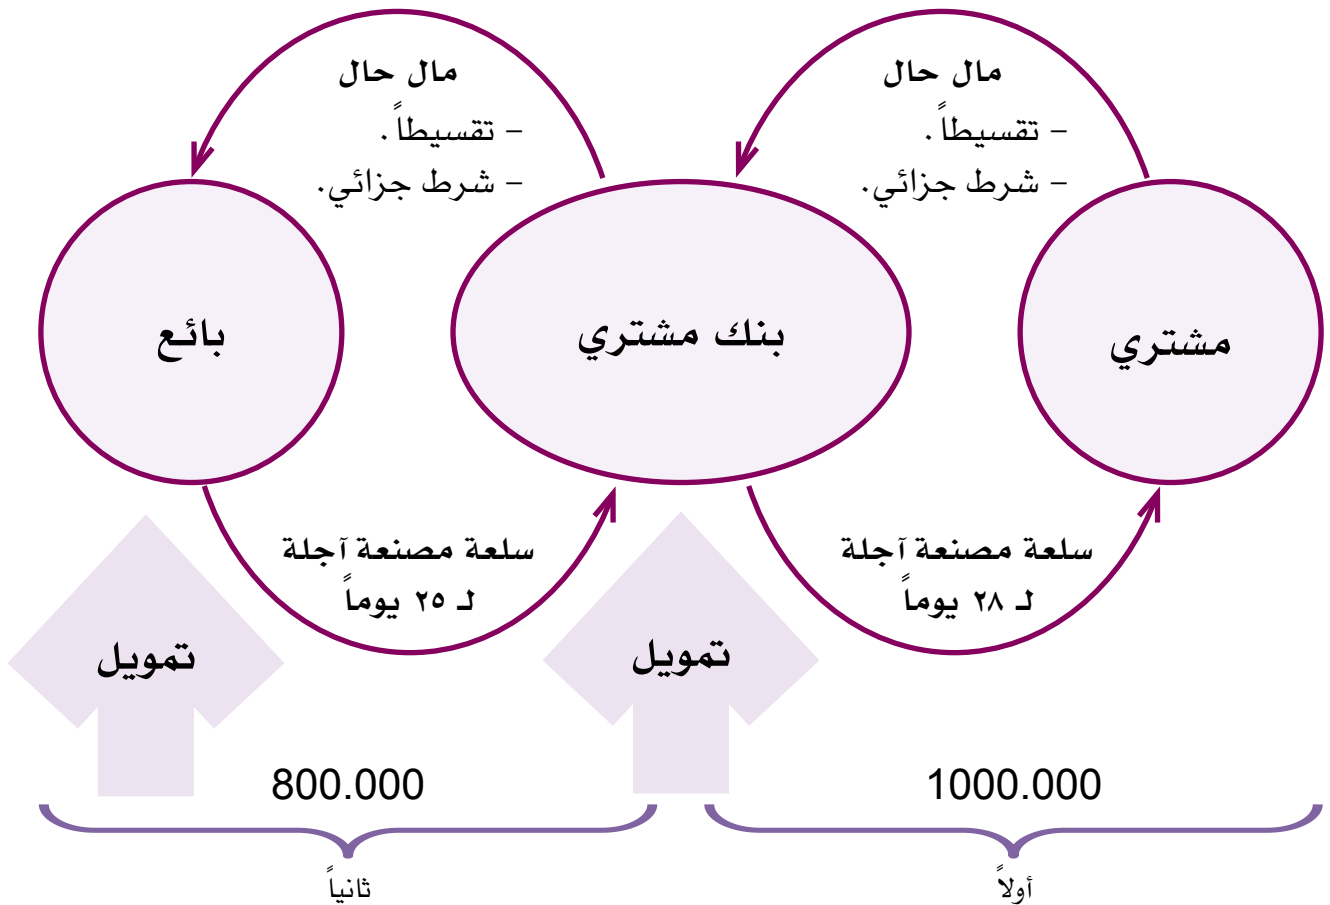 مال حال
– تقسيطاً.
– شرط جزائي.
مال حال
– تقسيطاً.
– شرط جزائي.
مشتري
بنك مشتري
بائع
سلعة مصنعة آجلة
لـ ٢٨ يوماً
سلعة مصنعة آجلة
لـ ٢٥ يوماً
تمويل
تمويل
1000.000
800.000
أولاً
ثانياً